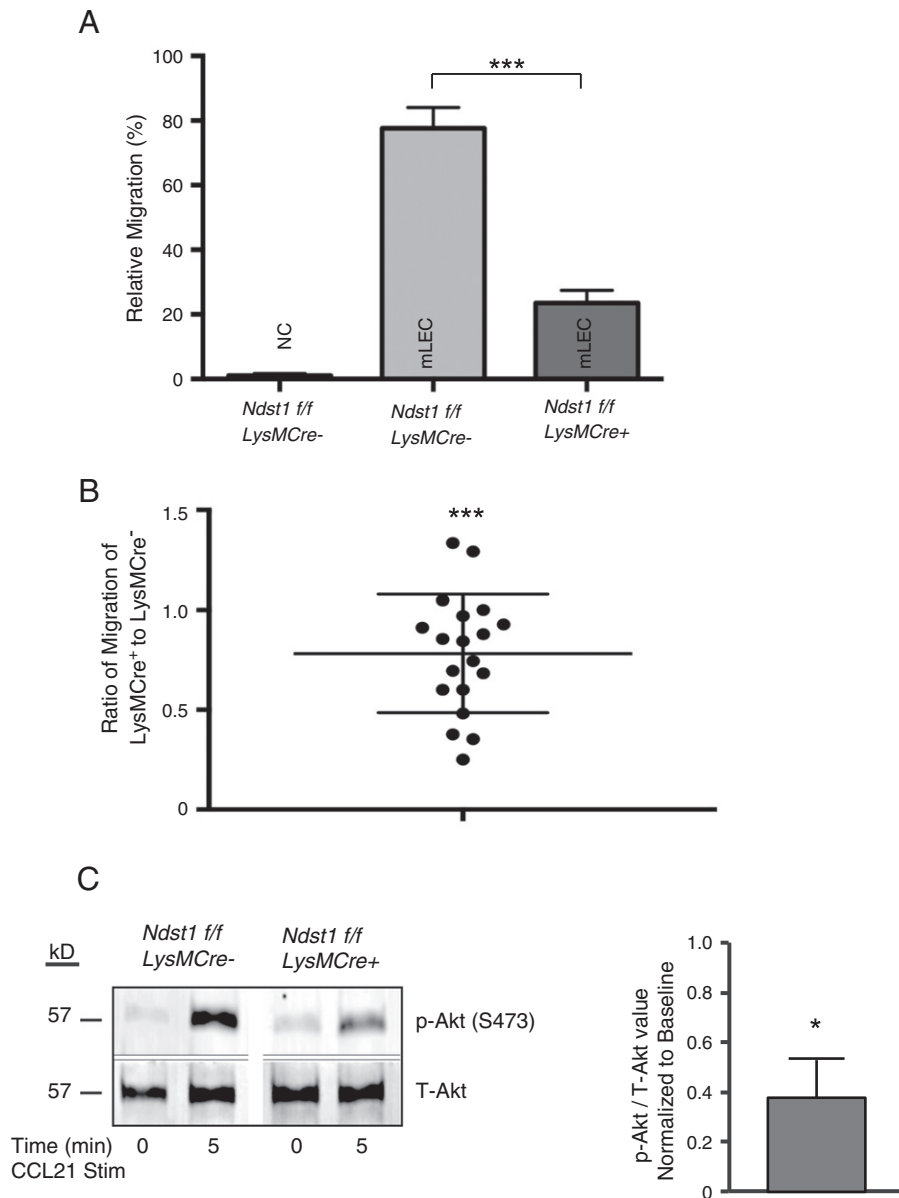 A
Relative Migration (%)
100
80
60
40
20
0
***
NC
mLEC
mLEC
Ndst1 f/f
LysMCre-
Ndst1 f/f
LysMCre-
Ndst1 f/f
LysMCre+
B
Ratio of Migration of
LysMCre+ to LysMCre-
1.5
1.0
0.5
0
***
C
kD
Ndst1 f/f
LysMCre-
Ndst1 f/f
LysMCre+
57
p-Akt (S473)
57
T-Akt
Time (min) 0 5 0 5
CCL21 Stim
p-Akt / T-Akt value
Normalized to Baseline
1.0
0.8
0.6
0.4
0.2
0
*